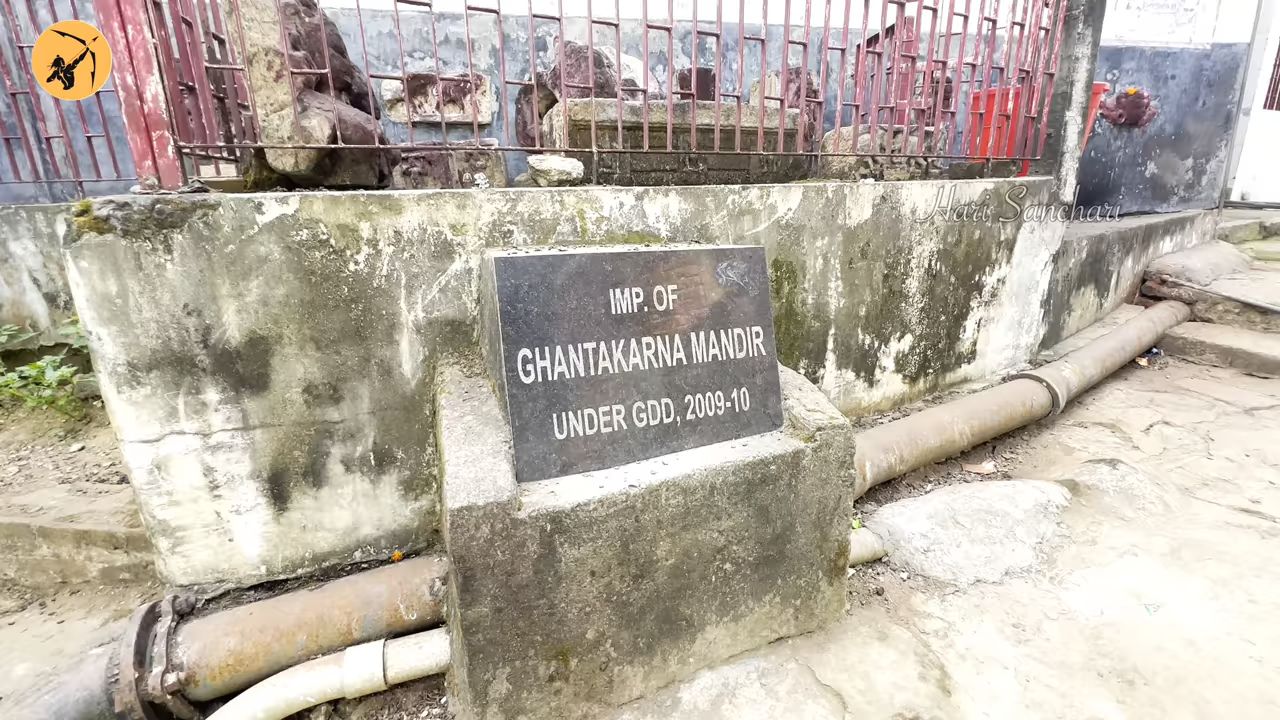 Hari Sanchari
IMP. OF
GHANTAKARNA MANDIR
UNDER GDD, 2009-10